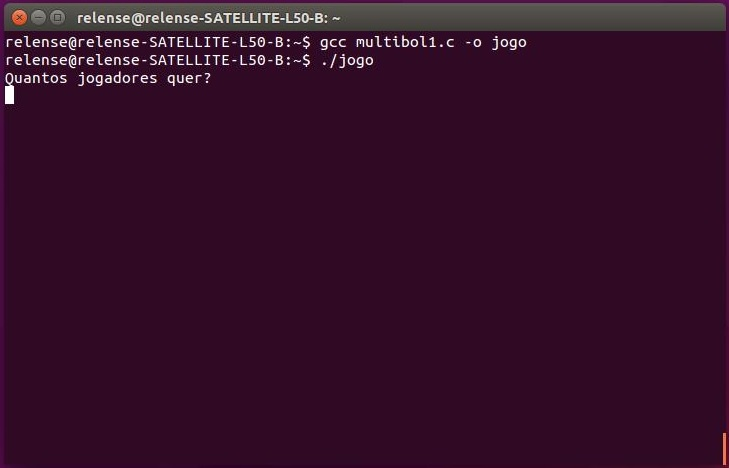 relense@relense-SATELLITE-L50-B: ~
relense@relense-SATELLITE-L50-B:~$ gcc multibol1.c -o jogo
relense@relense-SATELLITE-L50-B:~$ ./jogo
Quantos jogadores quer?